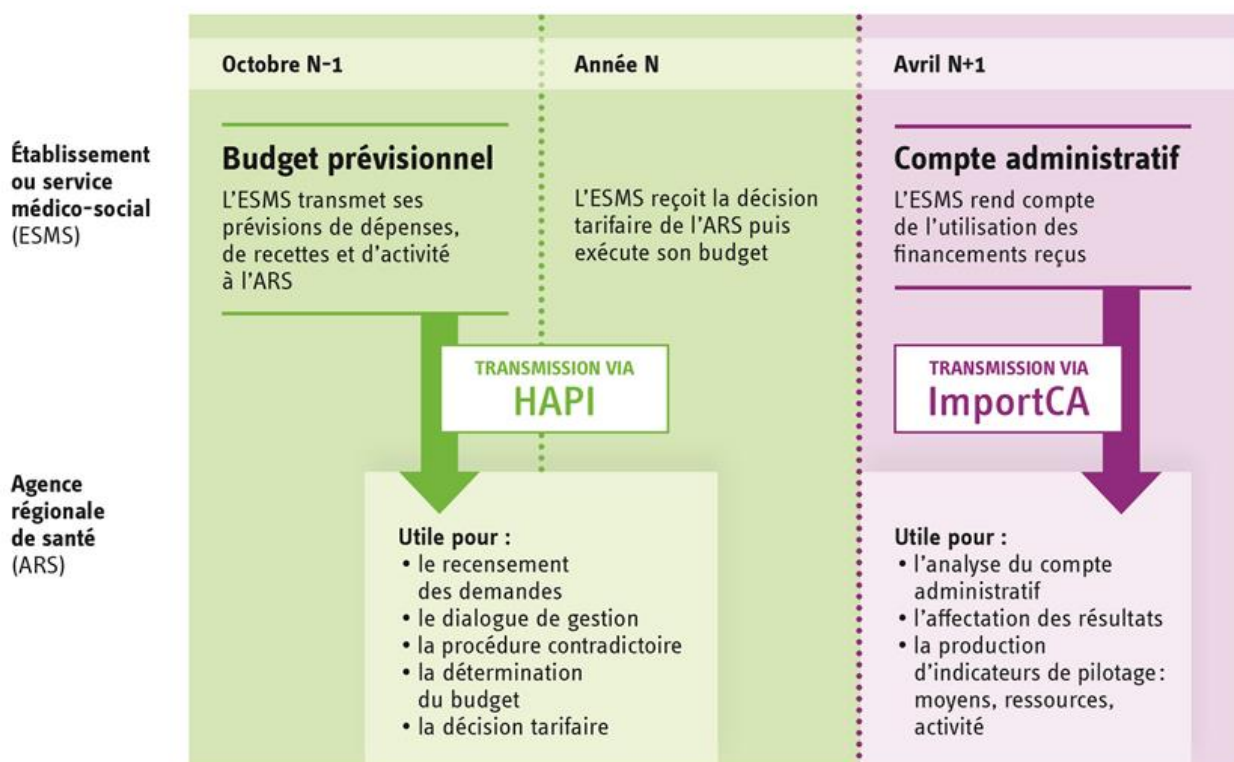 Octobre N-1
Année N
Avril N+1
Établissement
ou service
médico-social
(ESMS)
Budget prévisionnel
L’ESMS transmet ses
prévisions de dépenses,
de recettes et d’activité
à l’ARS
L’ESMS reçoit la décision
tarifaire de l’ARS puis
exécute son budget
Compte administratif
L’ESMS rend compte
de l’utilisation des
financements reçus
TRANSMISSION VIA
HAPI
TRANSMISSION VIA
ImportCA
Agence
régionale
de santé
(ARS)
Utile pour :
• le recensement
des demandes
• le dialogue de gestion
• la procédure contradictoire
• la détermination
du budget
• la décision tarifaire
Utile pour :
• l’analyse du compte
administratif
• l’affectation des résultats
• la production
d’indicateurs de pilotage :
moyens, ressources,
activité